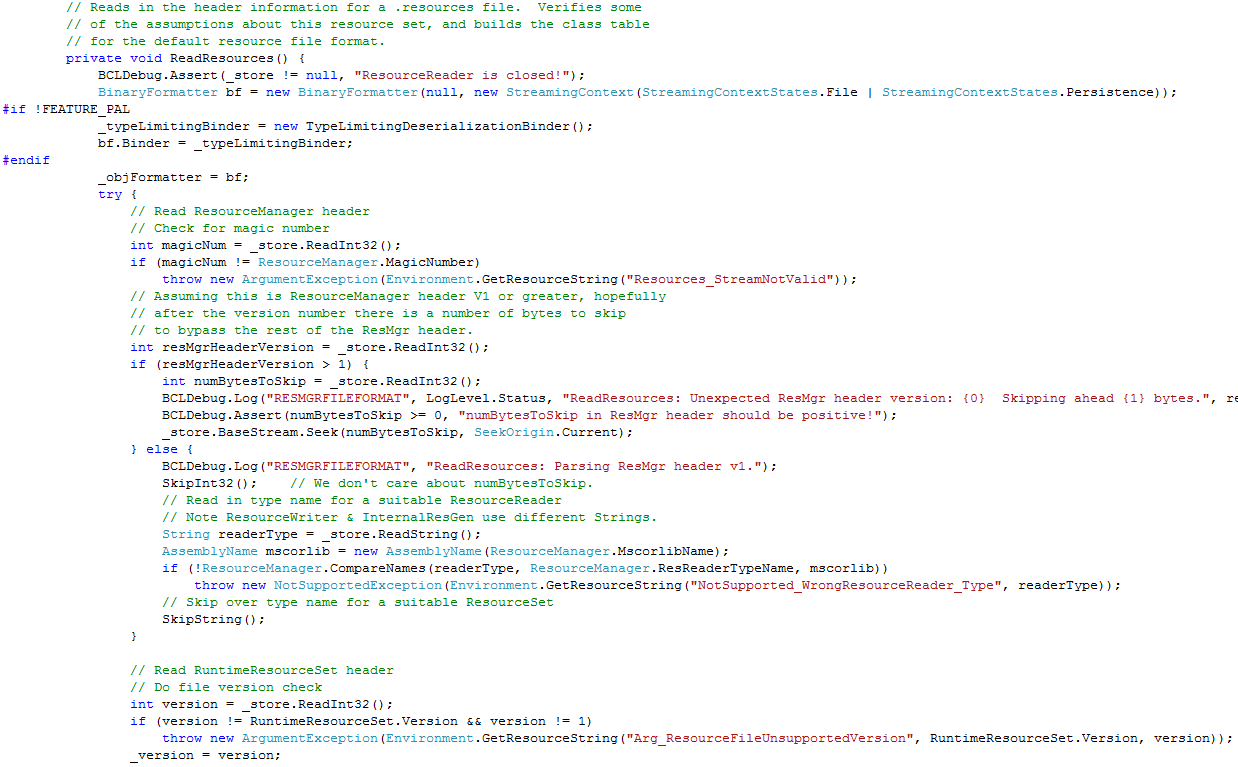 // Reads in the header information for a .resources file.  Verifies some
// of the assumptions about this resource set, and builds the class table
// for the default resource file format.
private void ReadResources() {
BCLDebug.Assert(_store != null, "ResourceReader is closed!");
BinaryFormatter bf = new BinaryFormatter(null, new StreamingContext(StreamingContextStates.File | StreamingContextStates.Persistence));
#if !FEATURE_PAL
_typeLimitingBinder = new TypeLimitingDeserializationBinder();
bf.Binder = _typeLimitingBinder;
#endif
_objFormatter = bf;
try {
// Read ResourceManager header
// Check for magic number
int magicNum = _store.ReadInt32();
if (magicNum != ResourceManager.MagicNumber)
throw new ArgumentException(Environment.GetResourceString("Resources_StreamNotValid"));
// Assuming this is ResourceManager header V1 or greater, hopefully
// after the version number there is a number of bytes to skip
// to bypass the rest of the ResMgr header.
int resMgrHeaderVersion = _store.ReadInt32();
if (resMgrHeaderVersion > 1) {
int numBytesToSkip = _store.ReadInt32();
BCLDebug.Log("RESMGRFILEFORMAT", LogLevel.Status, "ReadResources: Unexpected ResMgr header version: {0}  Skipping ahead {1} bytes.", re
BCLDebug.Assert(numBytesToSkip >= 0, "numBytesToSkip in ResMgr header should be positive!");
_store.BaseStream.Seek(numBytesToSkip, SeekOrigin.Current);
} else {
BCLDebug.Log("RESMGRFILEFORMAT", "ReadResources: Parsing ResMgr header v1.");
SkipInt32();    // We don't care about numBytesToSkip.
// Read in type name for a suitable ResourceReader
// Note ResourceWriter & InternalResGen use different Strings.
String readerType = _store.ReadString();
AssemblyName mscorlib = new AssemblyName(ResourceManager.MscorlibName);
if (!ResourceManager.CompareNames(readerType, ResourceManager.ResReaderTypeName, mscorlib))
throw new NotSupportedException(Environment.GetResourceString("NotSupported_WrongResourceReader_Type", readerType));
// Skip over type name for a suitable ResourceSet
SkipString();
}
// Read RuntimeResourceSet header
// Do file version check
int version = _store.ReadInt32();
if (version != RuntimeResourceSet.Version && version != 1)
throw new ArgumentException(Environment.GetResourceString("Arg_ResourceFileUnsupportedVersion", RuntimeResourceSet.Version, version));
_version = version;